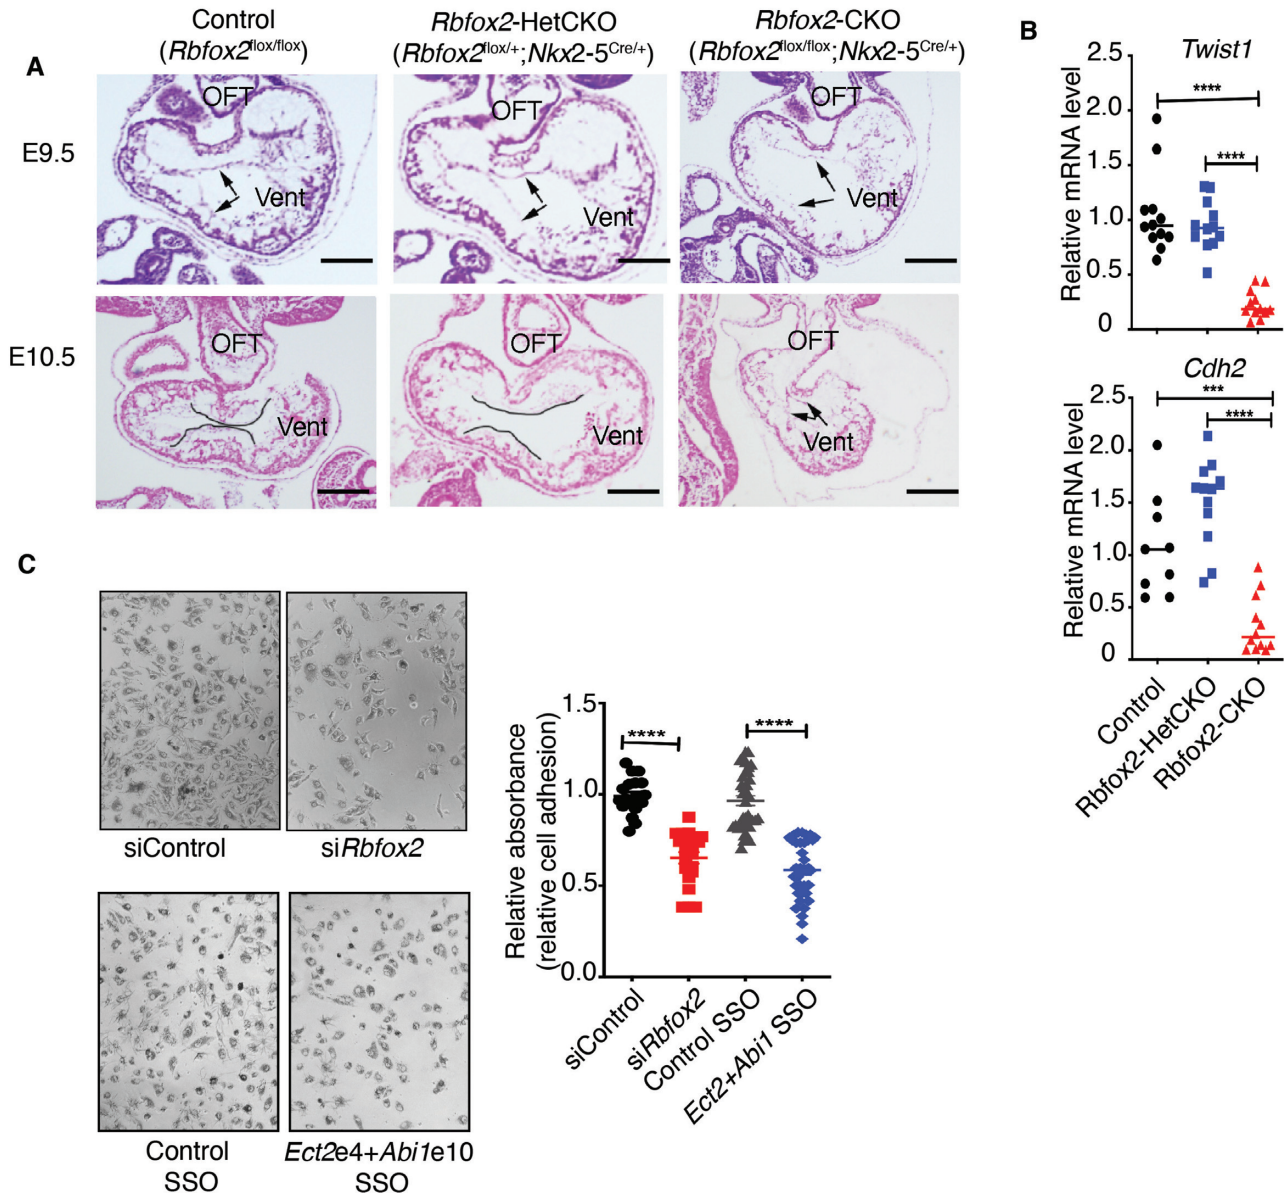 Control
(Rbfox2flox/flox)
Rbfox2-HetCKO
(Rbfox2flox/+;Nkx2-5Cre/+)
Rbfox2-CKO
(Rbfox2flox/flox;Nkx2-5Cre/+)
A
E9.5
OFT
Vent
OFT
Vent
OFT
Vent
E10.5
OFT
Vent
OFT
Vent
OFT
Vent
B
Twist1
Relative mRNA level
2.5
2.0
1.5
1.0
0.5
0
****
****
Cdh2
Relative mRNA level
2.5
2.0
1.5
1.0
0.5
0
***
****
Control
Rbfox2-HetCKO
Rbfox2-CKO
C
siControl
siRbfox2
Control
SSO
Ect2e4+Abi1e10
SSO
Relative absorbance
(relative cell adhesion)
1.5
1.0
0.5
0.0
****
****
siControl
siRbfox2
Control SSO
Ect2+Abi1 SSO